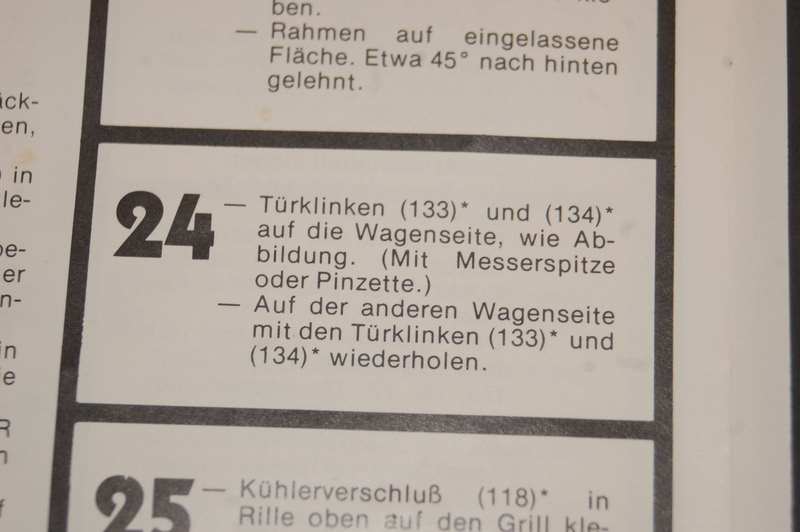 ben.
— Rahmen auf eingelassene
Fläche. Etwa 45° nach hinten
gelehnt.
24
— Türklinken (133)* und (134)*
auf die Wagenseite, wie Ab-
bildung. (Mit Messerspitze
oder Pinzette.)
— Auf der anderen Wagenseite
mit den Türklinken (133)* und
(134)* wiederholen.
25
— Kühlerverschluß (118)* in
Rille oben auf den Grill kle-